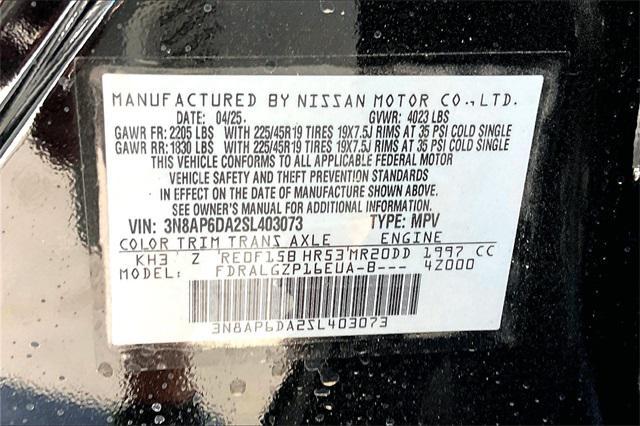 MANUFACTURED BY NISSAN MOTOR CO.,LTD.
DATE: 04/25. GVWR: 4023 LBS
GAWR FR: 2205 LBS WITH 225/45R19 TIRES 19X7.5J RIMS AT 35 PSI COLD SINGLE
GAWR RR: 1830 LBS WITH 225/45R19 TIRES 19X7.5J RIMS AT 35 PSI COLD SINGLE
THIS VEHICLE CONFORMS TO ALL APPLICABLE FEDERAL MOTOR
VEHICLE SAFETY AND THEFT PREVENTION STANDARDS
IN EFFECT ON THE DATE OF MANUFACTURE SHOWN ABOVE.
SEE OWNER'S MANUAL FOR ADDITIONAL INFORMATION.
VIN: 3N8AP6DA2SL403073 TYPE: MPV
COLOR TRIM TRANS AXLE ENGINE
KH3 Z RE0F15B HR53 MR20DD 1997 CC
FDRALGZP16EUA-B--- 4Z000
3N8AP6DA2SL403073